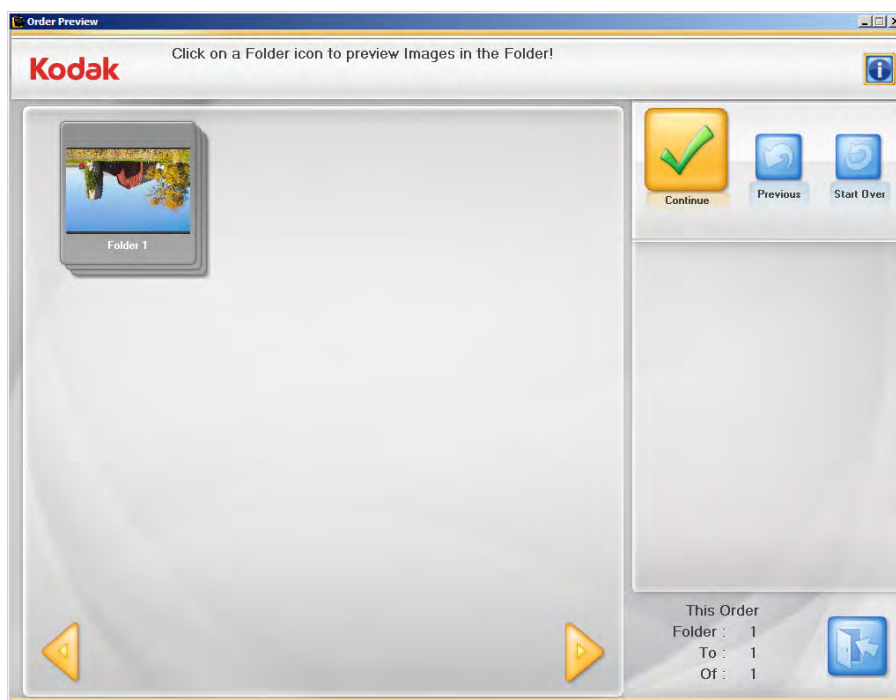 Order Preview
Kodak
Click on a Folder icon to preview Images in the Folder!
Folder 1
Continue
Previous
Start Over
This Order
Folder : 1
To : 1
Of : 1